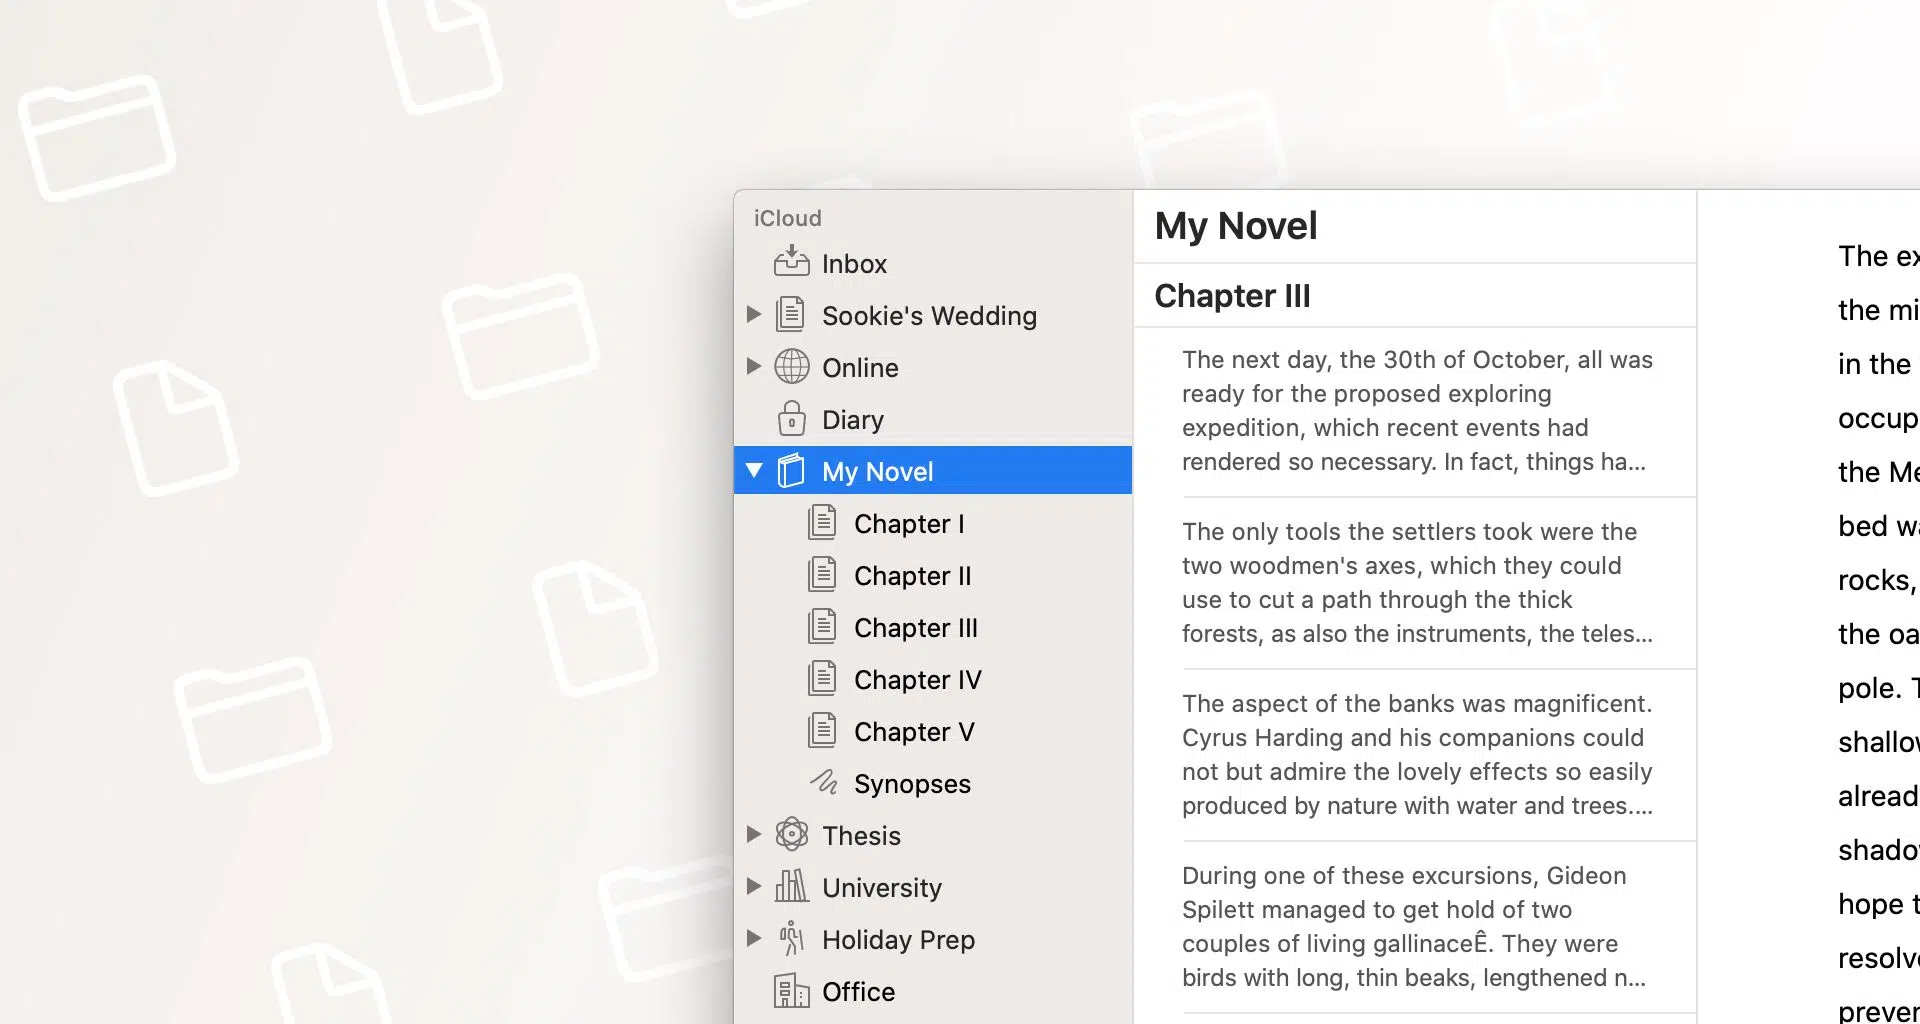 iCloud
Inbox
Sookie's Wedding
Online
Diary
My Novel
Chapter I
Chapter II
Chapter III
Chapter IV
Chapter V
Synopses
Thesis
University
Holiday Prep
Office
My Novel
Chapter III
The next day, the 30th of October, all was
ready for the proposed exploring
expedition, which recent events had
rendered so necessary. In fact, things ha...
The only tools the settlers took were the
two woodmen's axes, which they could
use to cut a path through the thick
forests, as also the instruments, the teles...
The aspect of the banks was magnificent.
Cyrus Harding and his companions could
not but admire the lovely effects so easily
produced by nature with water and trees....
During one of these excursions, Gideon
Spilett managed to get hold of two
couples of living gallinaceÊ. They were
birds with long, thin beaks, lengthened n...
The
the
in the
occup
the
bed
rocks,
the
pole.
shallow
alread
shado
hope
resolv
preven